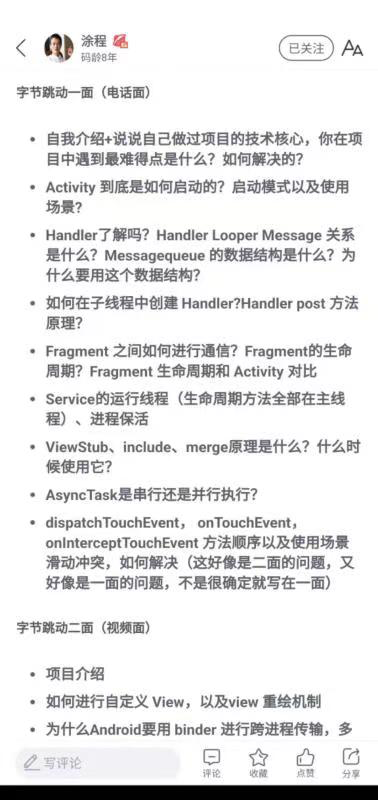 涂程
码龄8年
已关注
AA
字节跳动一面（电话面）
• 自我介绍+说说自己做过项目的技术核心，你在项
目中遇到最难得点是什么？如何解决的？
• Activity 到底是如何启动的？启动模式以及使用
场景?
• Handler了解吗？Handler Looper Message 关系
是什么？Messagequeue 的数据结构是什么？为
什么要用这个数据结构？
• 如何在子线程中创建 Handler?Handler post 方法
原理？
• Fragment 之间如何进行通信？Fragment的生命
周期？Fragment 生命周期和 Activity 对比
• Service的运行线程（生命周期方法全部在主线
程）、进程保活
• ViewStub、include、merge原理是什么？什么时
候使用它？
• AsyncTask是串行还是并行执行？
• dispatchTouchEvent， onTouchEvent，
onInterceptTouchEvent 方法顺序以及使用场景
滑动冲突，如何解决（这好像是二面的问题，又
好像是一面的问题，不是很确定就写在一面）
字节跳动二面（视频面）
• 项目介绍
• 如何进行自定义 View，以及view 重绘机制
• 为什么Android要用 binder 进行跨进程传输，多
写评论
评论
收藏
点赞
分享